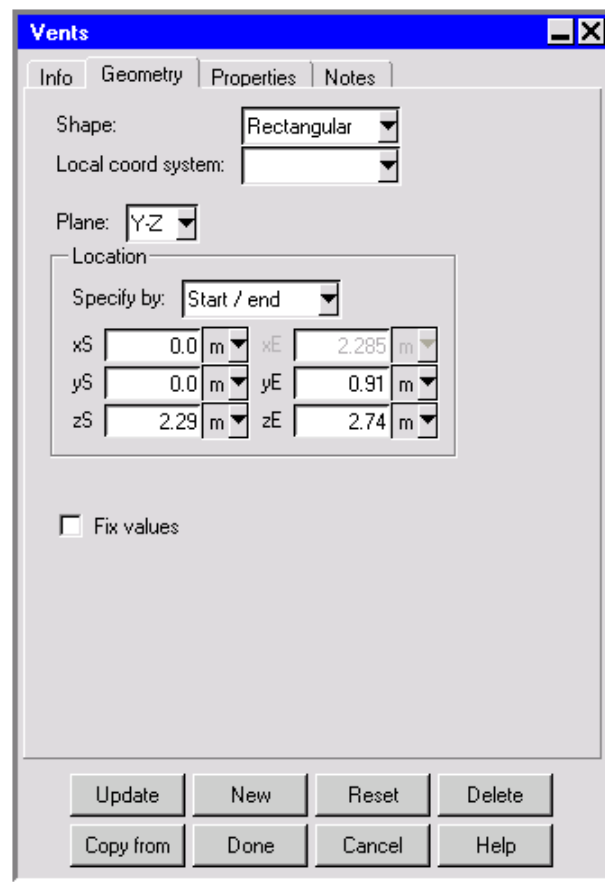 Vents
Info Geometry Properties Notes
Shape: Rectangular
Local coord system:
Plane: Y-Z
Location
Specify by: Start / end
xS 0.0 m xE 2.285 m
yS 0.0 m yE 0.91 m
zS 2.29 m zE 2.74 m
Fix values
Update New Reset Delete
Copy from Done Cancel Help